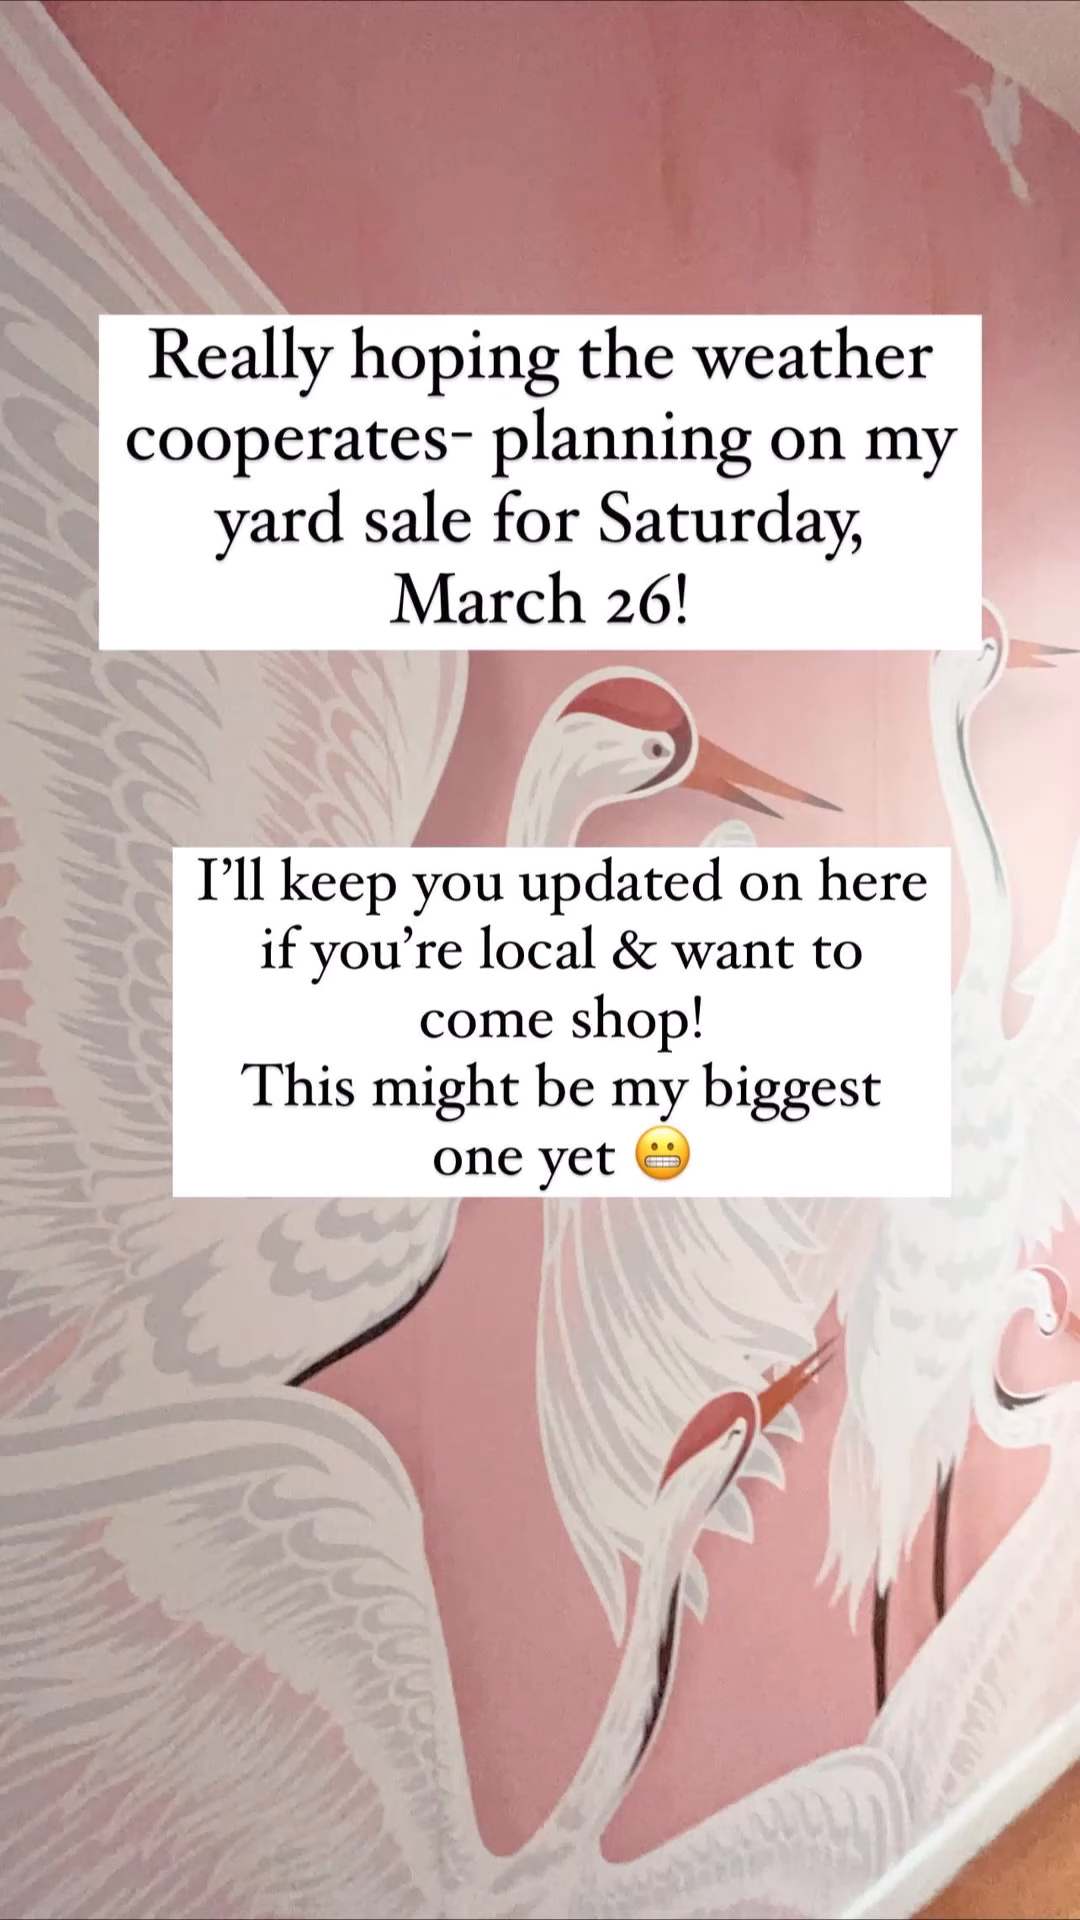 Really hoping the weather
cooperates- planning on my
yard sale for Saturday,
March 26!
I’ll keep you updated on here
if you’re local & want to
come shop!
This might be my biggest
one yet 😬